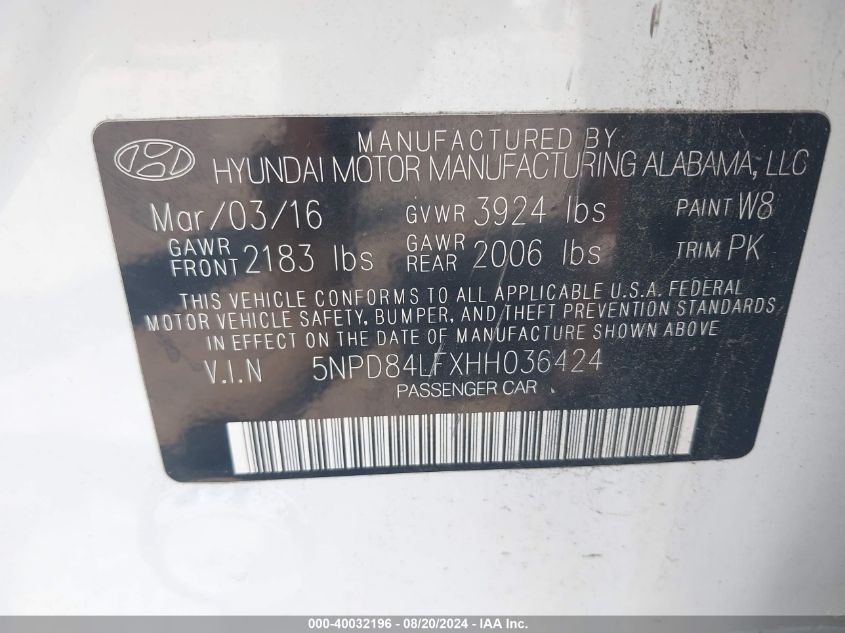 MANUFACTURED BY
HYUNDAI MOTOR MANUFACTURING ALABAMA, LLC
Mar/03/16 GVWR 3924 lbs PAINT W8
GAWR FRONT 2183 lbs GAWR REAR 2006 lbs TRIM PK
THIS VEHICLE CONFORMS TO ALL APPLICABLE U.S.A. FEDERAL
MOTOR VEHICLE SAFETY, BUMPER, AND THEFT PREVENTION STANDARDS
IN EFFECT ON THE DATE OF MANUFACTURE SHOWN ABOVE
V.I.N 5NPD84LFXHH036424
PASSENGER CAR
000-40032196 - 08/20/2024 - IAA Inc.